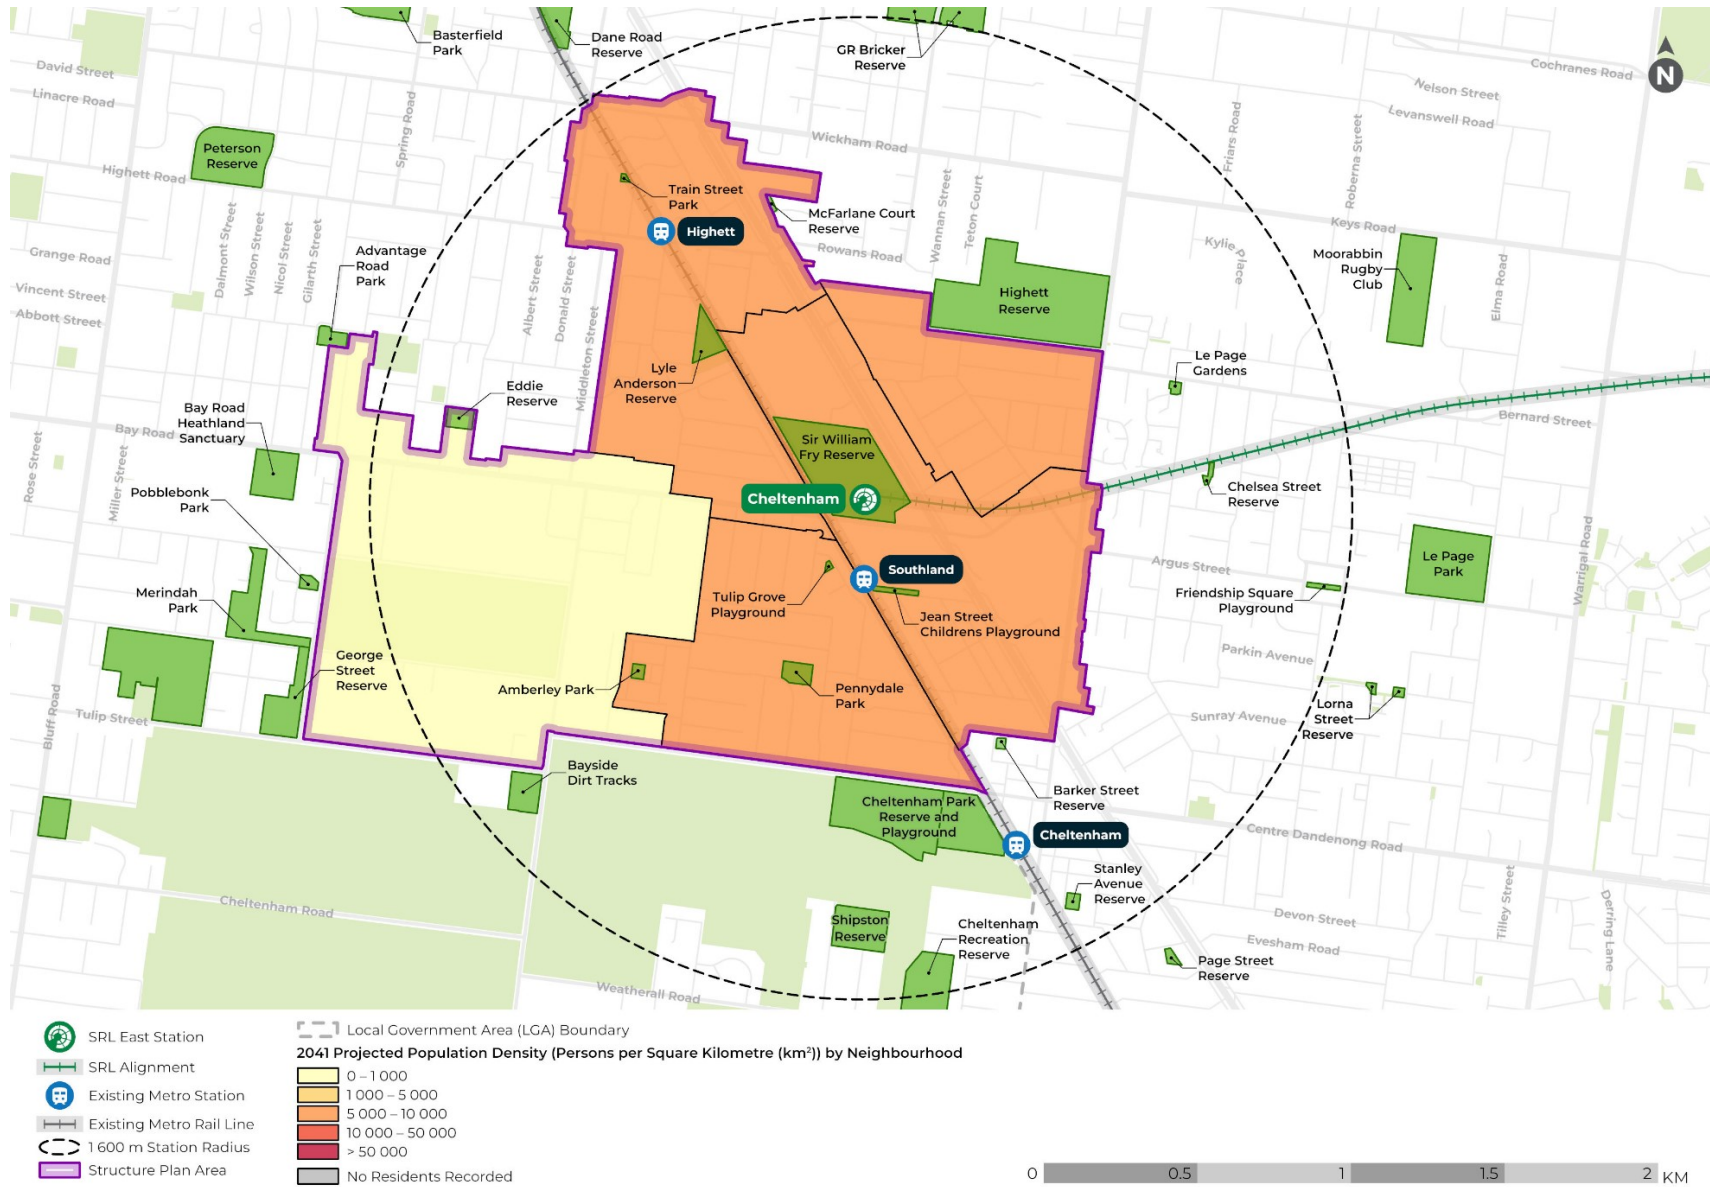 Basterfield
Park
Dane Road
Reserve
GR Bricker
Reserve
Cochranes Road
N
David Street
Linacre Road
Spring Road
Nelson Street
Levanswell Road
Wickham Road
Friars Road
Roberna Street
Peterson
Reserve
Highett Road
Train Street
Park
McFarlane Court
Reserve
Wannan Street
Teton Court
Highett
Rowans Road
Keys Road
Kylie Place
Moorabbin
Rugby
Club
Elma Road
Grange Road
Vincent Street
Abbott Street
Dalmont Street
Wilson Street
Nicol Street
Gilarth Street
Advantage
Road
Park
Albert Street
Donald Street
Middleton Street
Highett
Reserve
Le Page
Gardens
Lyle
Anderson
Reserve
Eddie
Reserve
Bay Road
Heathland
Sanctuary
Bay Road
Bernard Street
Sir William
Fry Reserve
Rose Street
Miller Street
Pobblebonk
Park
Cheltenham
Chelsea Street
Reserve
Warrigal Road
Le Page
Park
Argus Street
Southland
Merindah
Park
Tulip Grove
Playground
Jean Street
Childrens Playground
Friendship Square
Playground
Parkin Avenue
George
Street
Reserve
Amberley Park
Pennydale
Park
Lorna
Street
Reserve
Sunray Avenue
Bluff Road
Tulip Street
Bayside
Dirt Tracks
Barker Street
Reserve
Cheltenham Park
Reserve and
Playground
Cheltenham
Centre Dandenong Road
Stanley
Avenue
Reserve
Tilley Street
Derring Lane
Cheltenham Road
Shipston
Reserve
Cheltenham
Recreation
Reserve
Devon Street
Evesham Road
Page Street
Reserve
Weatherall Road
SRL East Station
SRL Alignment
Existing Metro Station
Existing Metro Rail Line
1 600 m Station Radius
Structure Plan Area
Local Government Area (LGA) Boundary
2041 Projected Population Density (Persons per Square Kilometre (km²)) by Neighbourhood
0 – 1 000
1 000 – 5 000
5 000 – 10 000
10 000 – 50 000
> 50 000
No Residents Recorded
0 0.5 1 1.5 2 KM